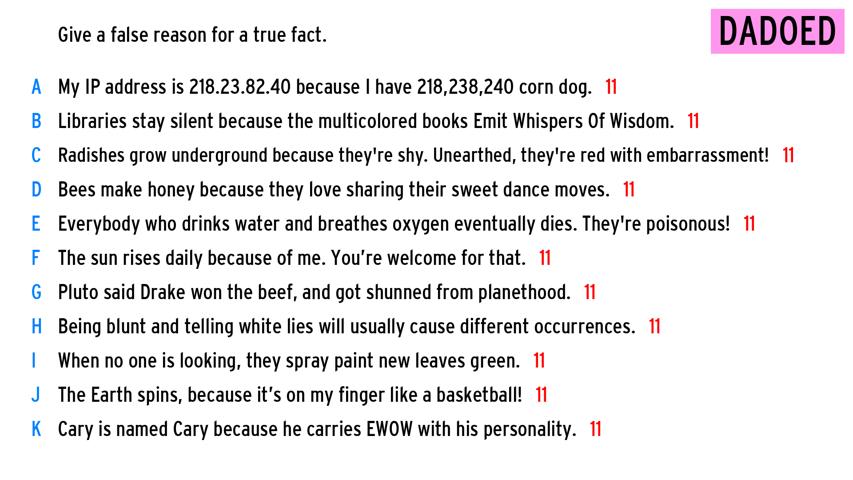 Give a false reason for a true fact.
DADOED
A My IP address is 218.23.82.40 because I have 218,238,240 corn dog. 11
B Libraries stay silent because the multicolored books Emit Whispers Of Wisdom. 11
C Radishes grow underground because they're shy. Unearthed, they're red with embarrassment! 11
D Bees make honey because they love sharing their sweet dance moves. 11
E Everybody who drinks water and breathes oxygen eventually dies. They're poisonous! 11
F The sun rises daily because of me. You’re welcome for that. 11
G Pluto said Drake won the beef, and got shunned from planethood. 11
H Being blunt and telling white lies will usually cause different occurrences. 11
I When no one is looking, they spray paint new leaves green. 11
J The Earth spins, because it’s on my finger like a basketball! 11
K Cary is named Cary because he carries EWOW with his personality. 11